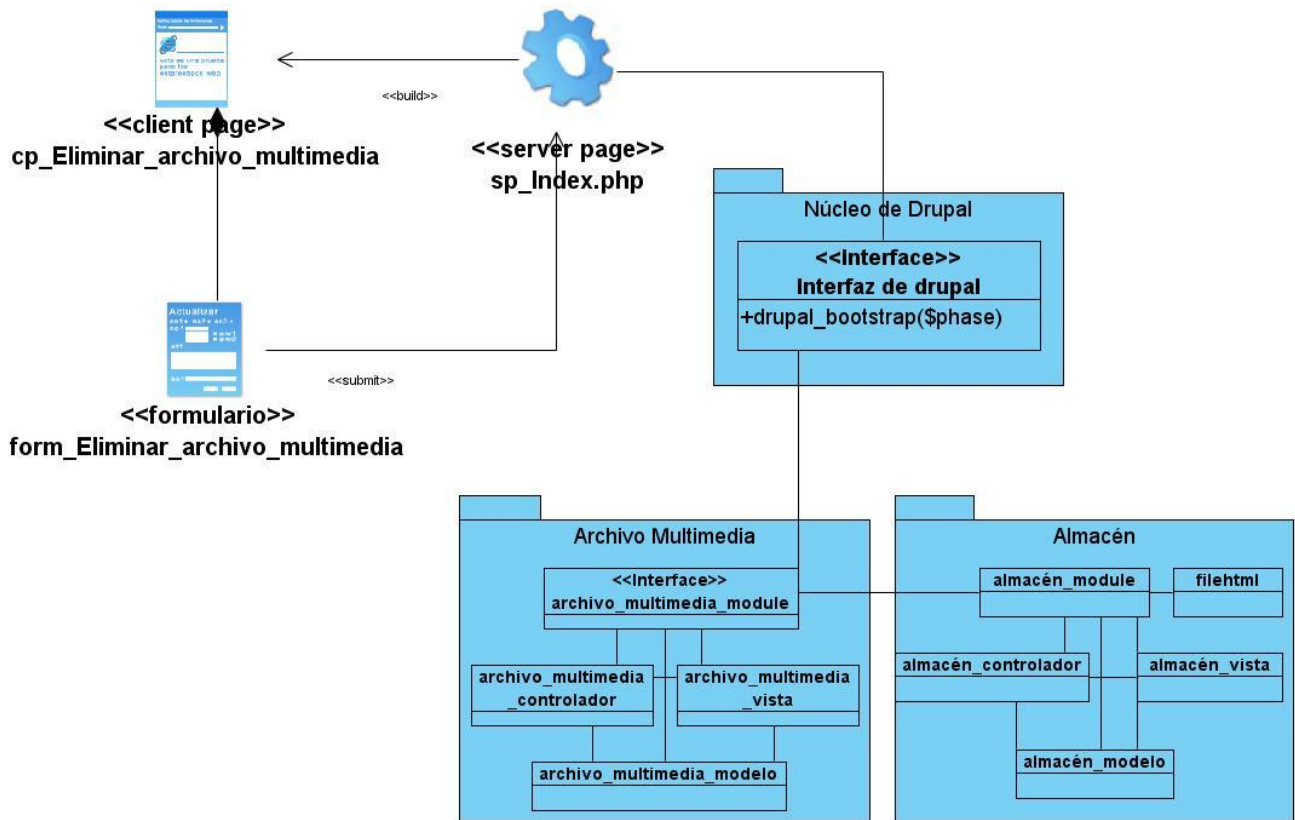 <<build>>
<<client page>>
cp_Eliminar_archivo_multimedia
<<server page>>
sp_Index.php
Actualizar
<<submit>>
<<formulario>>
form_Eliminar_archivo_multimedia
Núcleo de Drupal
<<Interface>>
Interfaz de drupal
+drupal_bootstrap($phase)
Archivo Multimedia
<<Interface>>
archivo_multimedia_module
archivo_multimedia
_controlador
archivo_multimedia
_vista
archivo_multimedia_modelo
Almacén
almacén_module
filehtml
almacén_controlador
almacén_vista
almacén_modelo